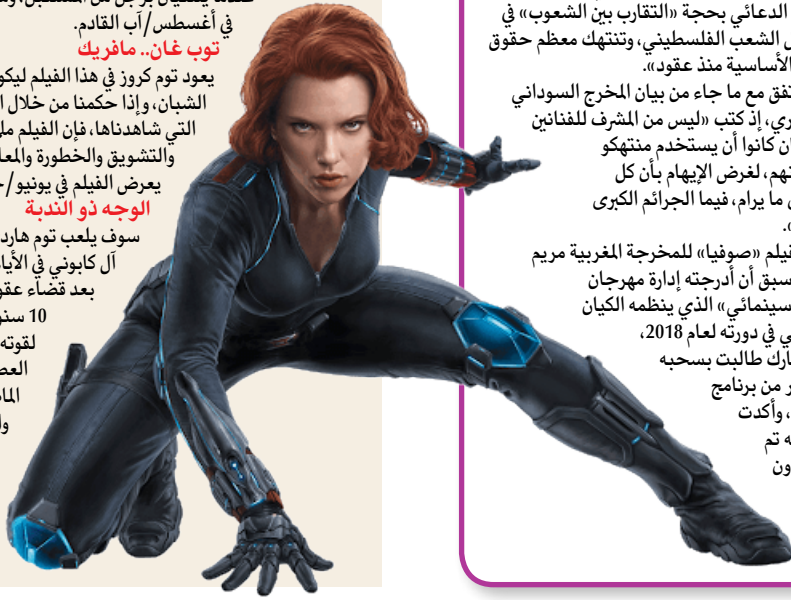 الدعائي بحجة «التقارب بين الشعوب» في
الشعب الفلسطيني، وتنتهك معظم حقوق
الأساسية منذ عقود».
تفق مع ما جاء من بيان المخرج السوداني
ري، إذ كتب «ليس من المشرف للفنانين
ان كانوا أن يستخدم منتهكو
تهم، لغرض الإيهام بأن كل
ما يرام، فيما الجرائم الكبرى
».
فيلم «صوفيا» للمخرجة المغربية مريم
سبق أن أدرجته إدارة مهرجان
سينمائي» الذي ينظمه الكيان
ي في دورته لعام 2018،
ارك طالبت بسحبه
ر من برنامج
، وأكدت
ه تم
ون
في أغسطس/آب القادم.
توب غان.. مافريك
يعود توم كروز في هذا الفيلم ليكو
الشبان، وإذا حكمنا من خلال ا
التي شاهدناها، فإن الفيلم ملي
والتشويق والخطورة والمعا
يعرض الفيلم في يونيو/ح
الوجه ذو الندبة
سوف يلعب توم هارد
آل كابوني في الأيا
بعد قضاء عقو
10 سنو
لقوته
العص
الما
وا